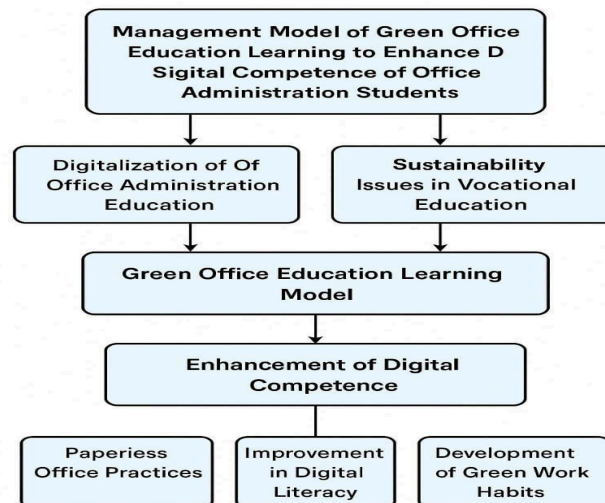 Management Model of Green Office
Education Learning to Enhance D
Sigital Competence of Office
Administration Students
Digitalization of Of
Office Administration
Education
Sustainability
Issues in Vocational
Education
Green Office Education Learning
Model
Enhancement of Digital
Competence
Paperiess
Office Practices
Improvement
in Digital
Literacy
Development
of Green Work
Habits